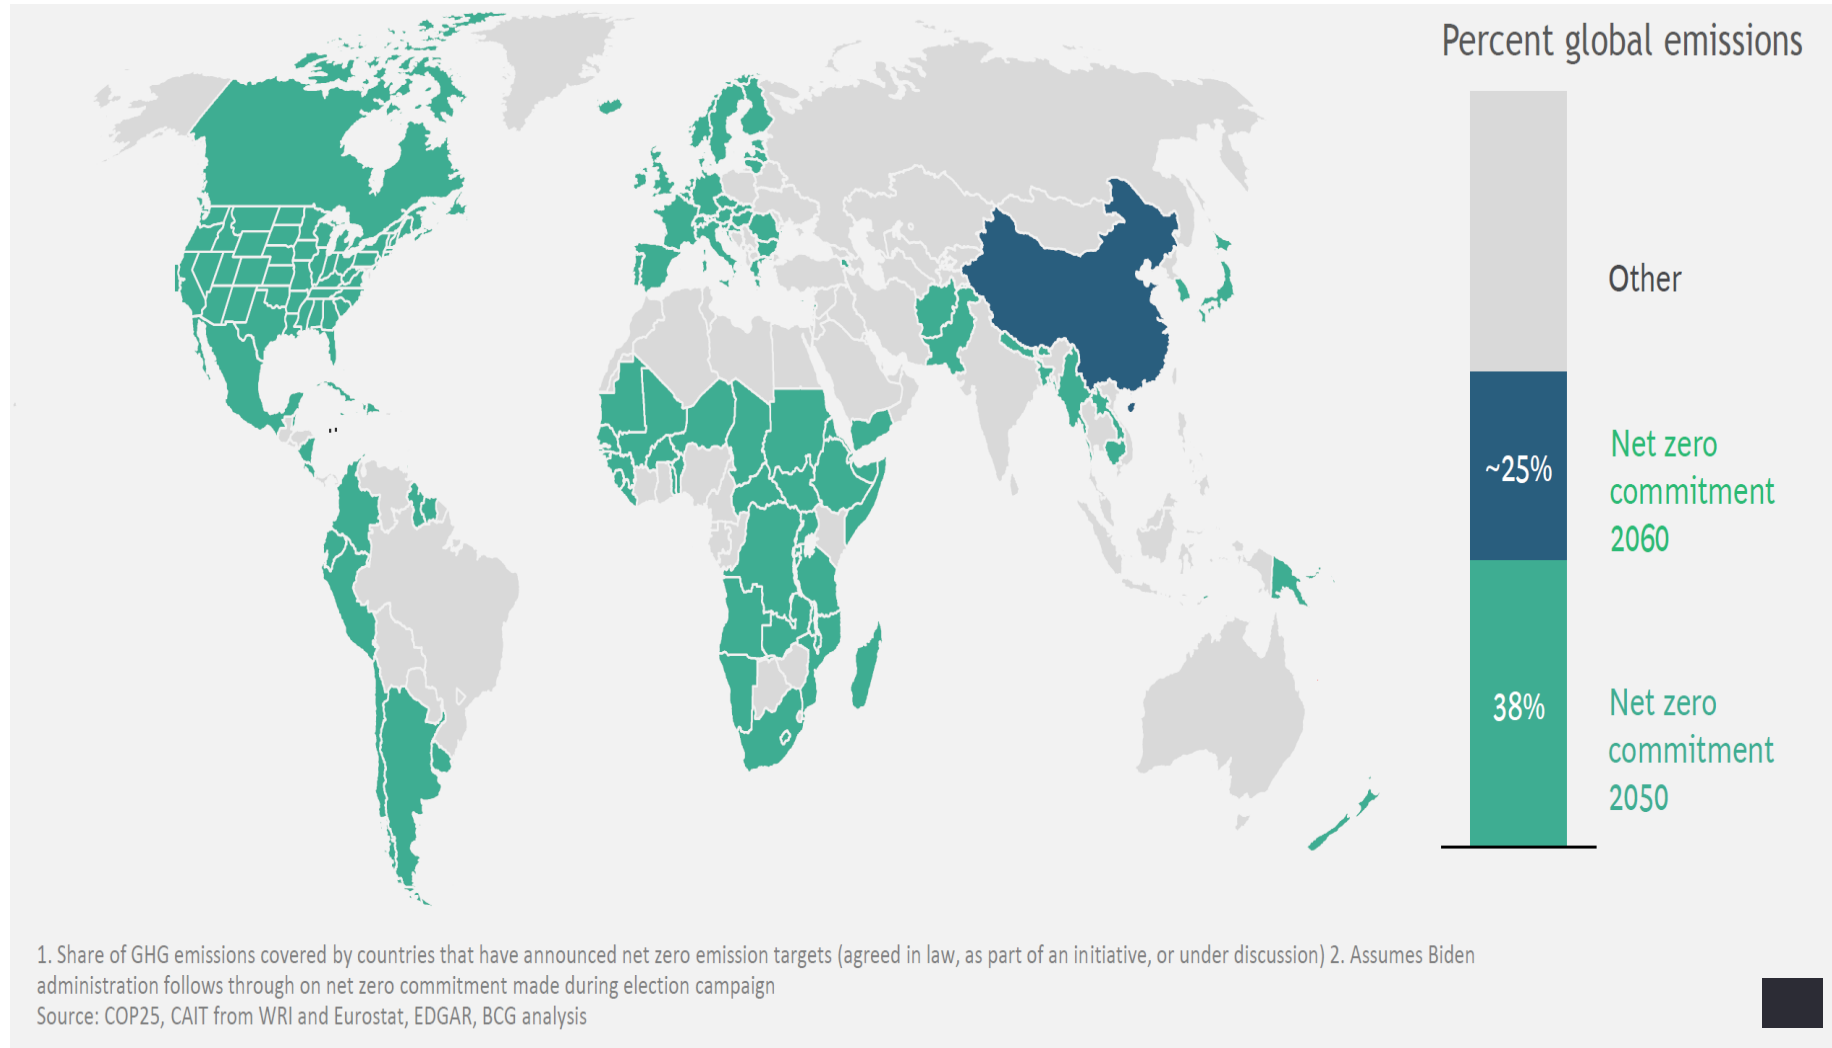 Percent global emissions
Other
~25%
Net zero
commitment
2060
38%
Net zero
commitment
2050
1. Share of GHG emissions covered by countries that have announced net zero emission targets (agreed in law, as part of an initiative, or under discussion) 2. Assumes Biden
administration follows through on net zero commitment made during election campaign
Source: COP25, CAIT from WRI and Eurostat, EDGAR, BCG analysis